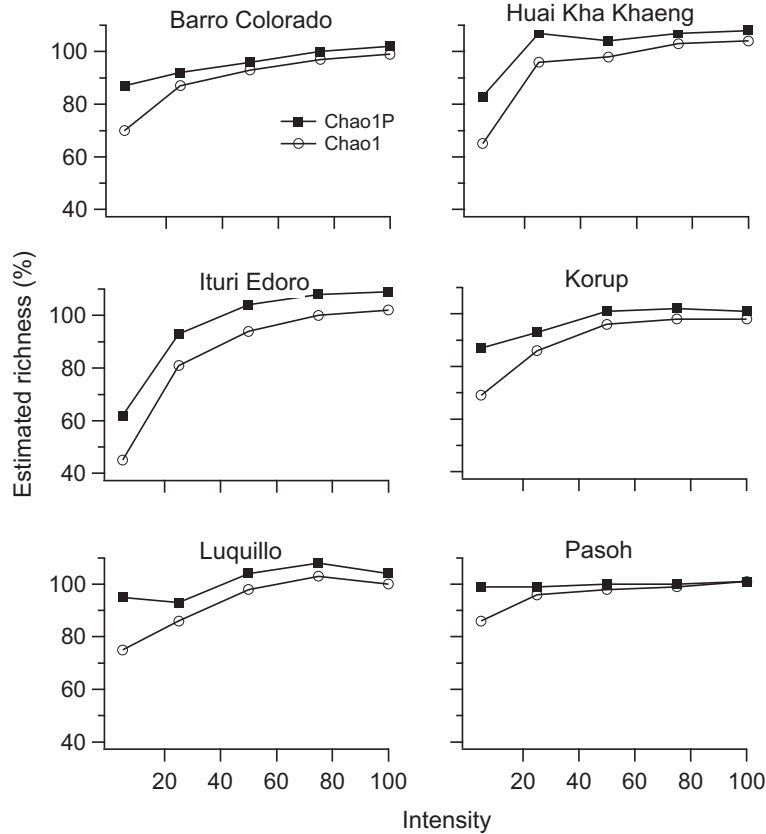 Barro Colorado
Huai Kha Khaeng
100
80
60
40
Chao1P
Chao1
Ituri Edoro
Korup
100
80
60
40
Estimated richness (%)
Luquillo
Pasoh
100
80
60
40
20 40 60 80 100
20 40 60 80 100
Intensity